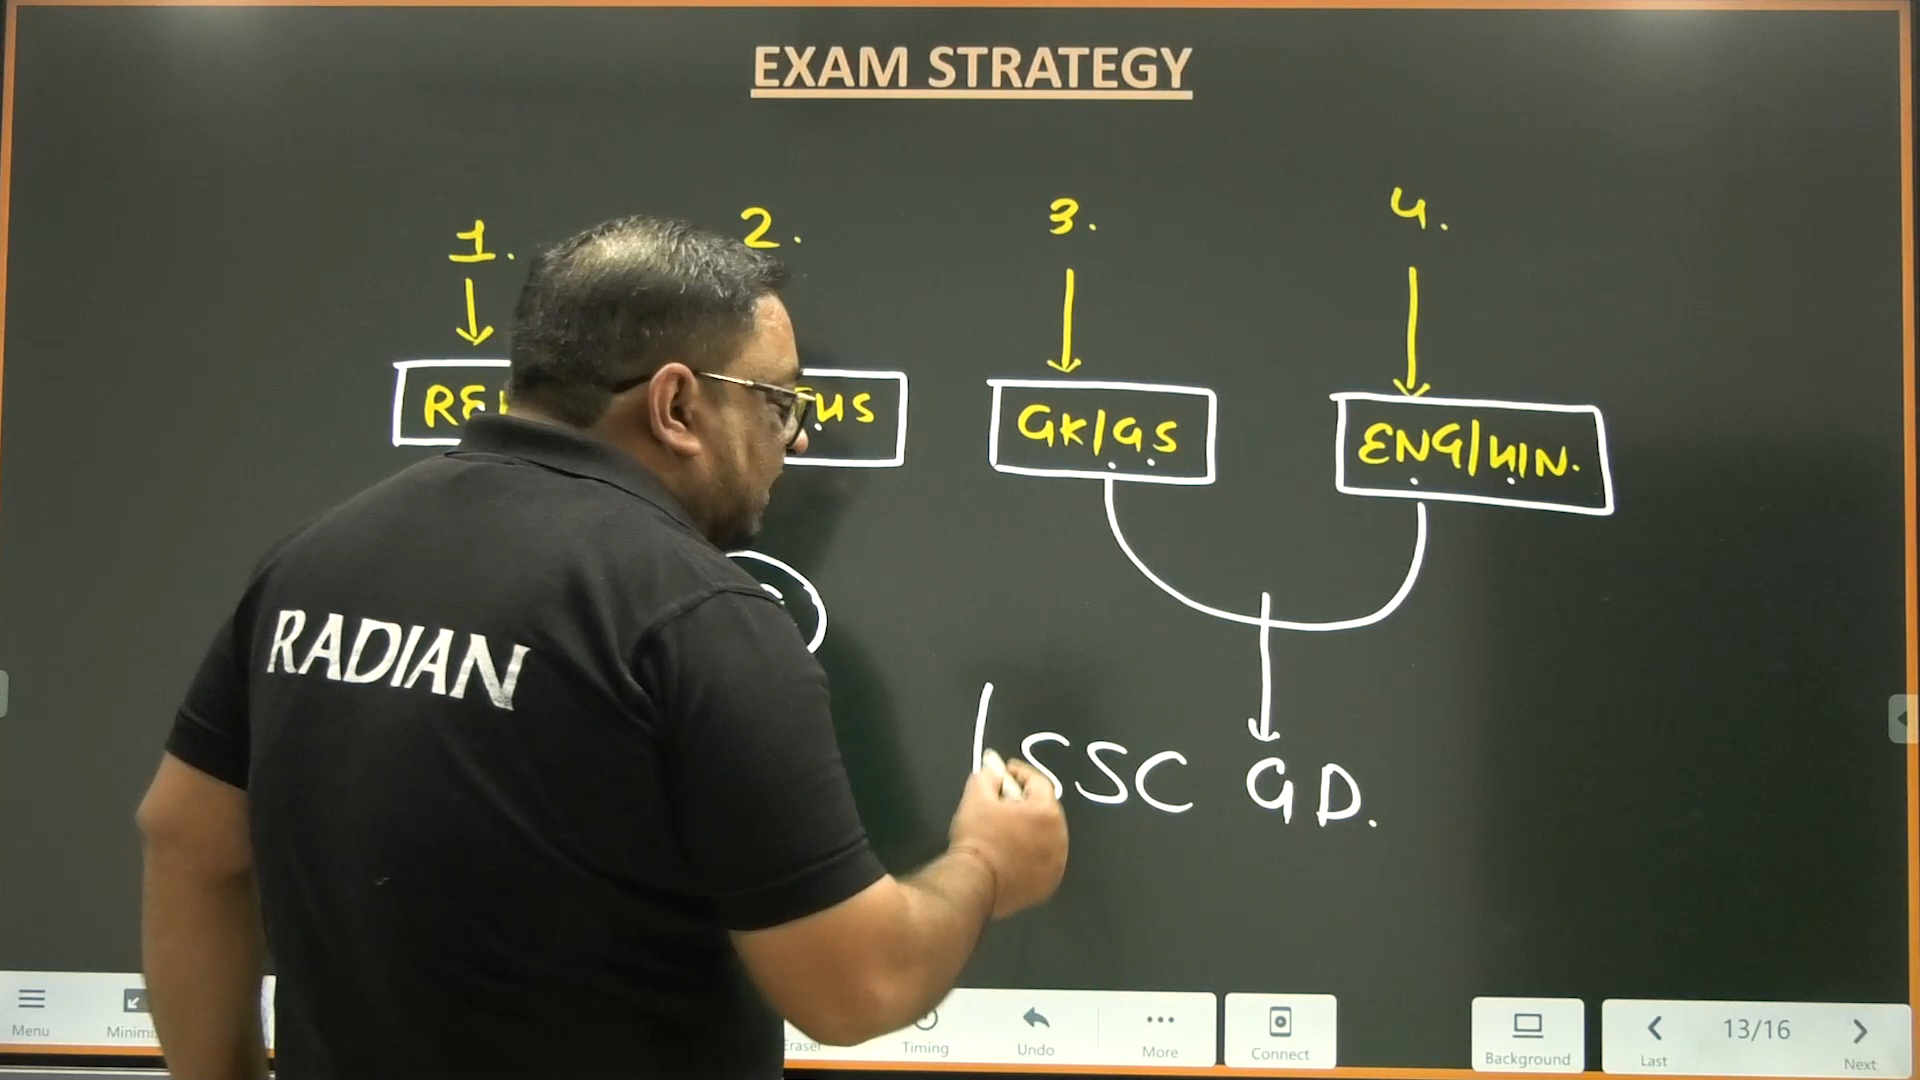 EXAM STRATEGY
1. 2. 3. 4.
GK/GS ENG/HIN.
SSC GD.
RADIAN
Menu Eraser Timing Undo More Connect Background Last 13/16 Next